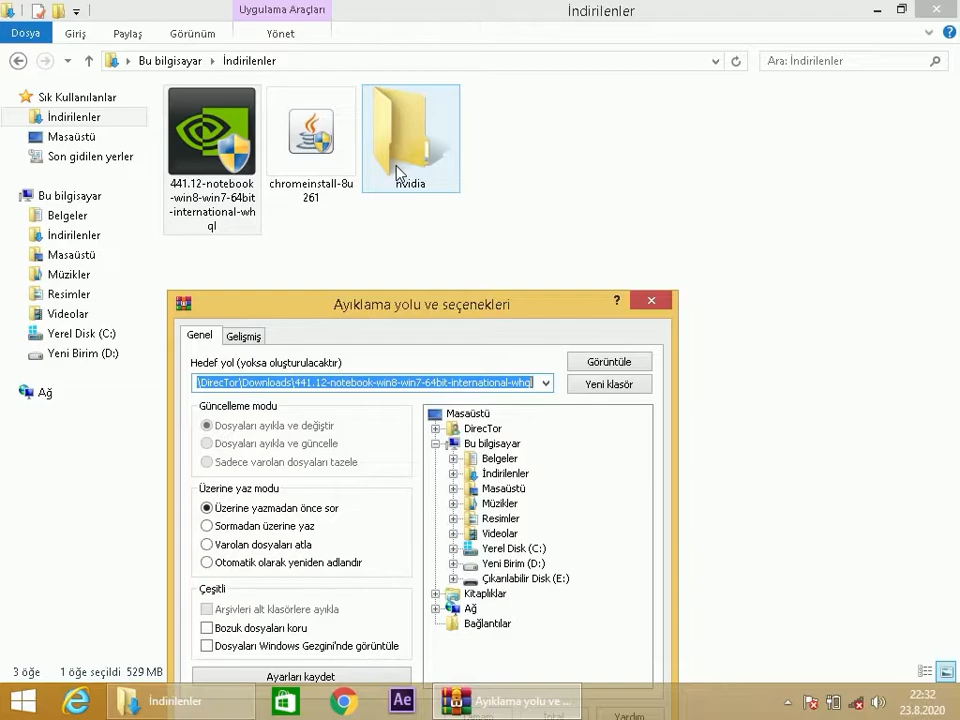 Uygulama Araçları
İndirilenler
Dosya
Giriş
Paylaş
Görünüm
Yönet
Bu bilgisayar
İndirilenler
Ara: İndirilenler
Sık Kullanılanlar
İndirilenler
Masaüstü
Son gidilen yerler
Bu bilgisayar
Belgeler
İndirilenler
Masaüstü
Müzikler
Resimler
Videolar
Yerel Disk (C:)
Yeni Birim (D:)
Ağ
441.12-notebook
-win8-win7-64bit
-international-wh
ql
chromeinstall-8u
261
nvidia
Ayıklama yolu ve seçenekleri
?
Genel
Gelişmiş
Hedef yol (yoksa oluşturulacaktır)
\DirecTor\Downloads\441.12-notebook-win8-win7-64bit-international-whql
Görüntüle
Yeni klasör
Güncelleme modu
Dosyaları ayıkla ve değiştir
Dosyaları ayıkla ve güncelle
Sadece varolan dosyaları tazele
Üzerine yaz modu
Üzerine yazmadan önce sor
Sormadan üzerine yaz
Varolan dosyaları atla
Otomatik olarak yeniden adlandır
Çeşitli
Arşivleri alt klasörlere ayıkla
Bozuk dosyaları koru
Dosyaları Windows Gezgini'nde görüntüle
Ayarları kaydet
Masaüstü
DirecTor
Bu bilgisayar
Belgeler
İndirilenler
Masaüstü
Müzikler
Resimler
Videolar
Yerel Disk (C:)
Yeni Birim (D:)
Çıkarılabilir Disk (E:)
Kitaplıklar
Ağ
Bağlantılar
3 öğe
1 öğe seçildi 529 MB
İndirilenler
Ae
Ayıklama yolu ve ...
Tamam
İptal
Yardım
22:32
23.8.2020